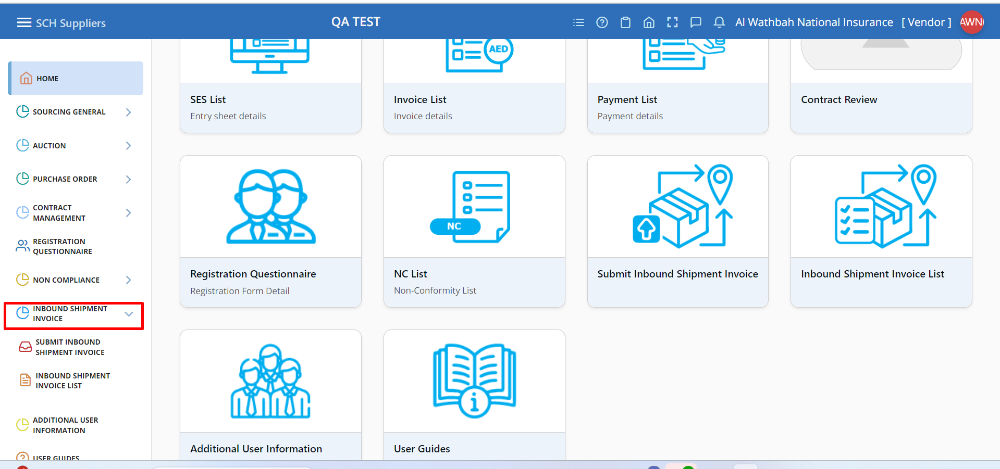 SCH Suppliers
QA TEST
Al Wathbah National Insurance [ Vendor ]
AWNI
HOME
SOURCING GENERAL
AUCTION
PURCHASE ORDER
CONTRACT
MANAGEMENT
REGISTRATION
QUESTIONNAIRE
NON COMPLIANCE
INBOUND SHIPMENT
INVOICE
SUBMIT INBOUND
SHIPMENT INVOICE
INBOUND SHIPMENT
INVOICE LIST
ADDITIONAL USER
INFORMATION
USER GUIDES
AED
SES List
Entry sheet details
Invoice List
Invoice details
Payment List
Payment details
Contract Review
Registration Questionnaire
Registration Form Detail
NC
NC List
Non-Conformity List
Submit Inbound Shipment Invoice
Inbound Shipment Invoice List
Additional User Information
i
User Guides